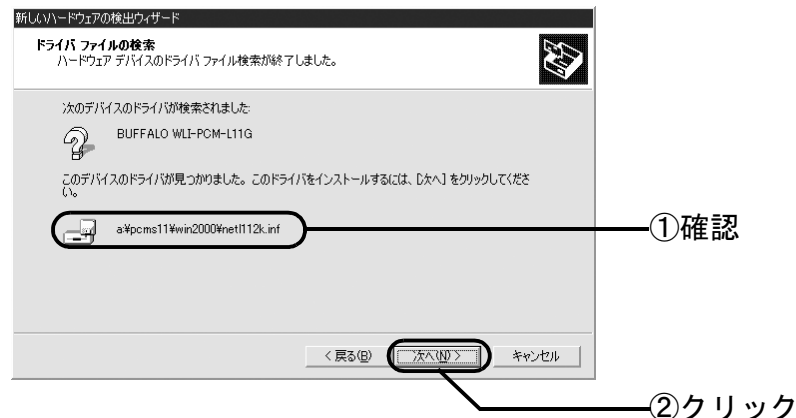 新しいハードウェアの検出ウィザード
ドライバ ファイルの検索
ハードウェア デバイスのドライバ ファイル検索が終了しました。
次のデバイスのドライバが検索されました:
BUFFALO WLI-PCM-L11G
このデバイスのドライバが見つかりました。このドライバをインストールするには、[次へ] をクリックしてくださ
い。
a:¥pcms11¥win2000¥netl112k.inf
①確認
< 戻る(B)
次へ(N) >
キャンセル
②クリック